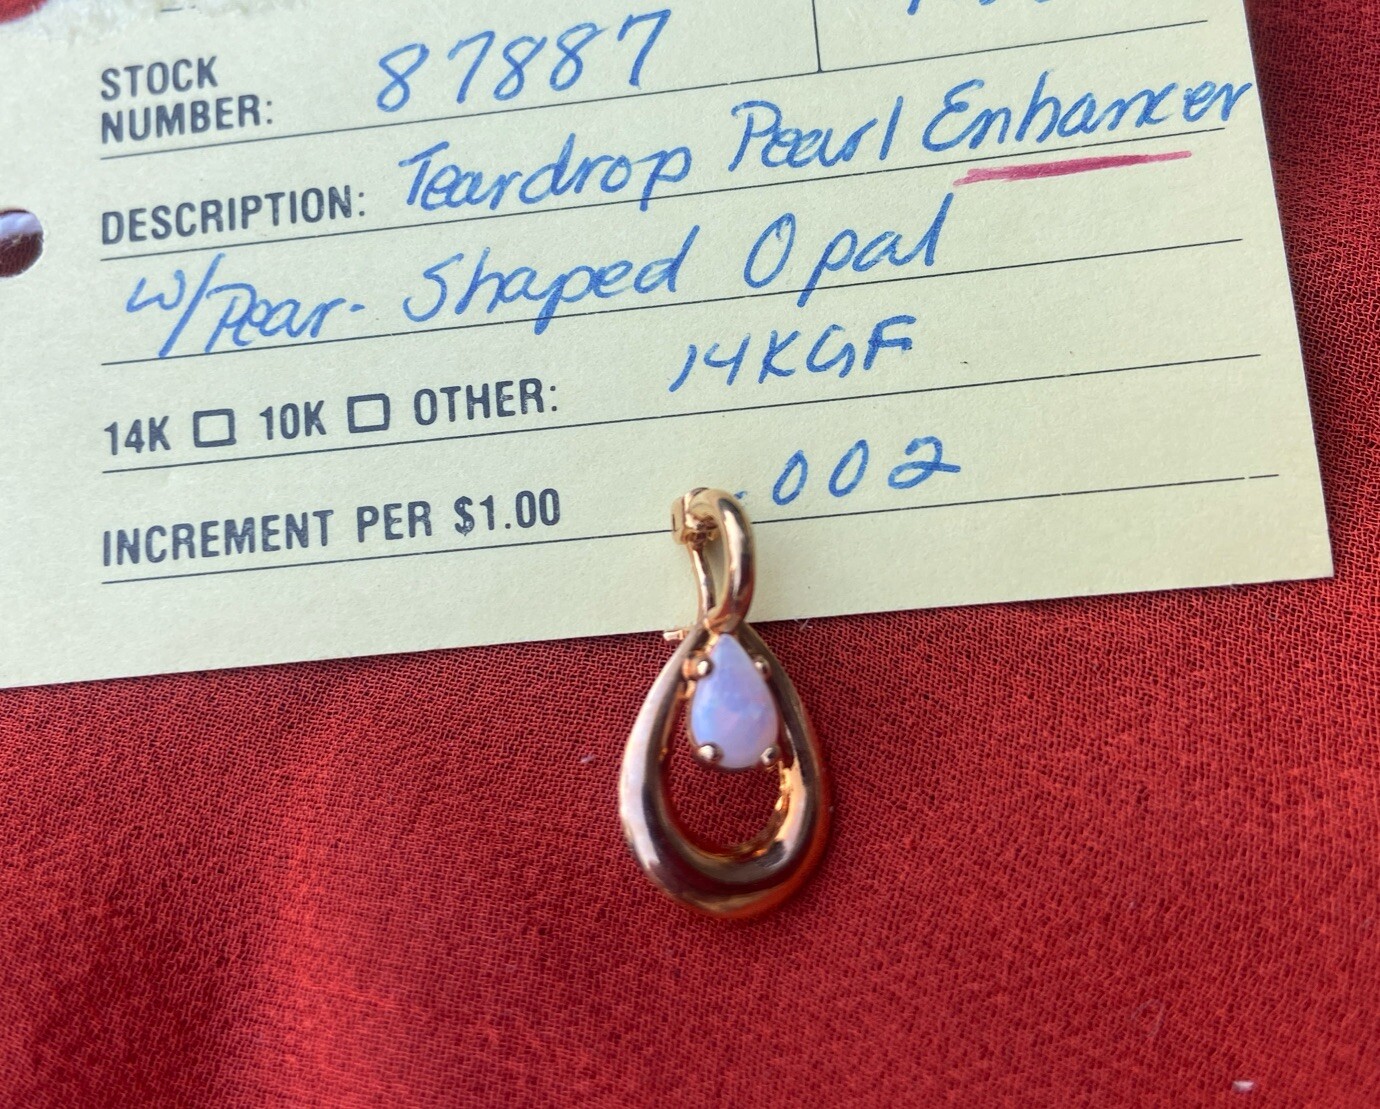 STOCK NUMBER: 87887
DESCRIPTION: Teardrop Pearl Enhancer
w/Pear-Shaped Opal
14K ☐ 10K ☐ OTHER: 14KGF
INCREMENT PER $1.00 .002